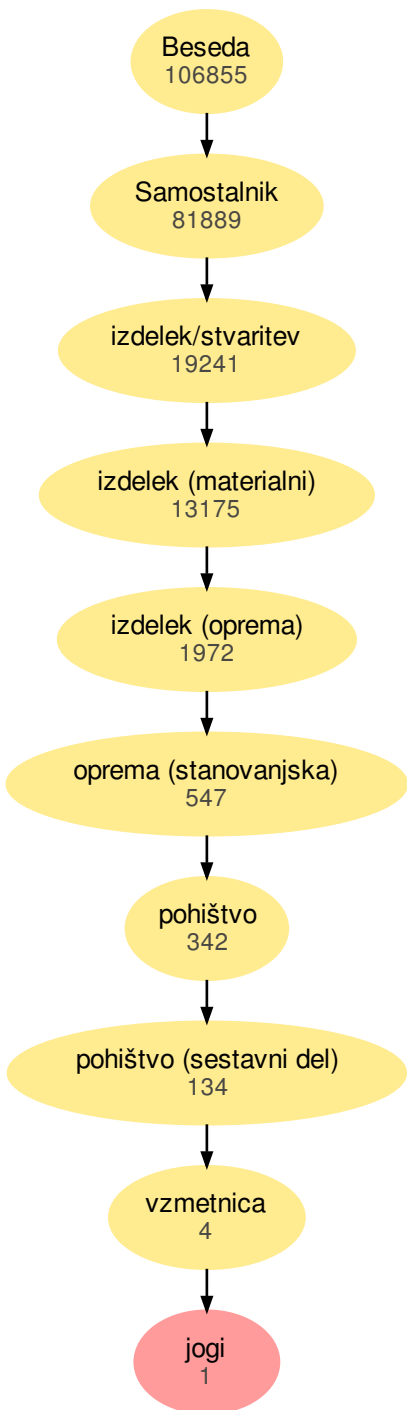 Beseda
106855
Samostalnik
81889
izdelek/stvaritev
19241
izdelek (materialni)
13175
izdelek (oprema)
1972
oprema (stanovanjska)
547
pohištvo
342
pohištvo (sestavni del)
134
vzmetnica
4
jogi
1